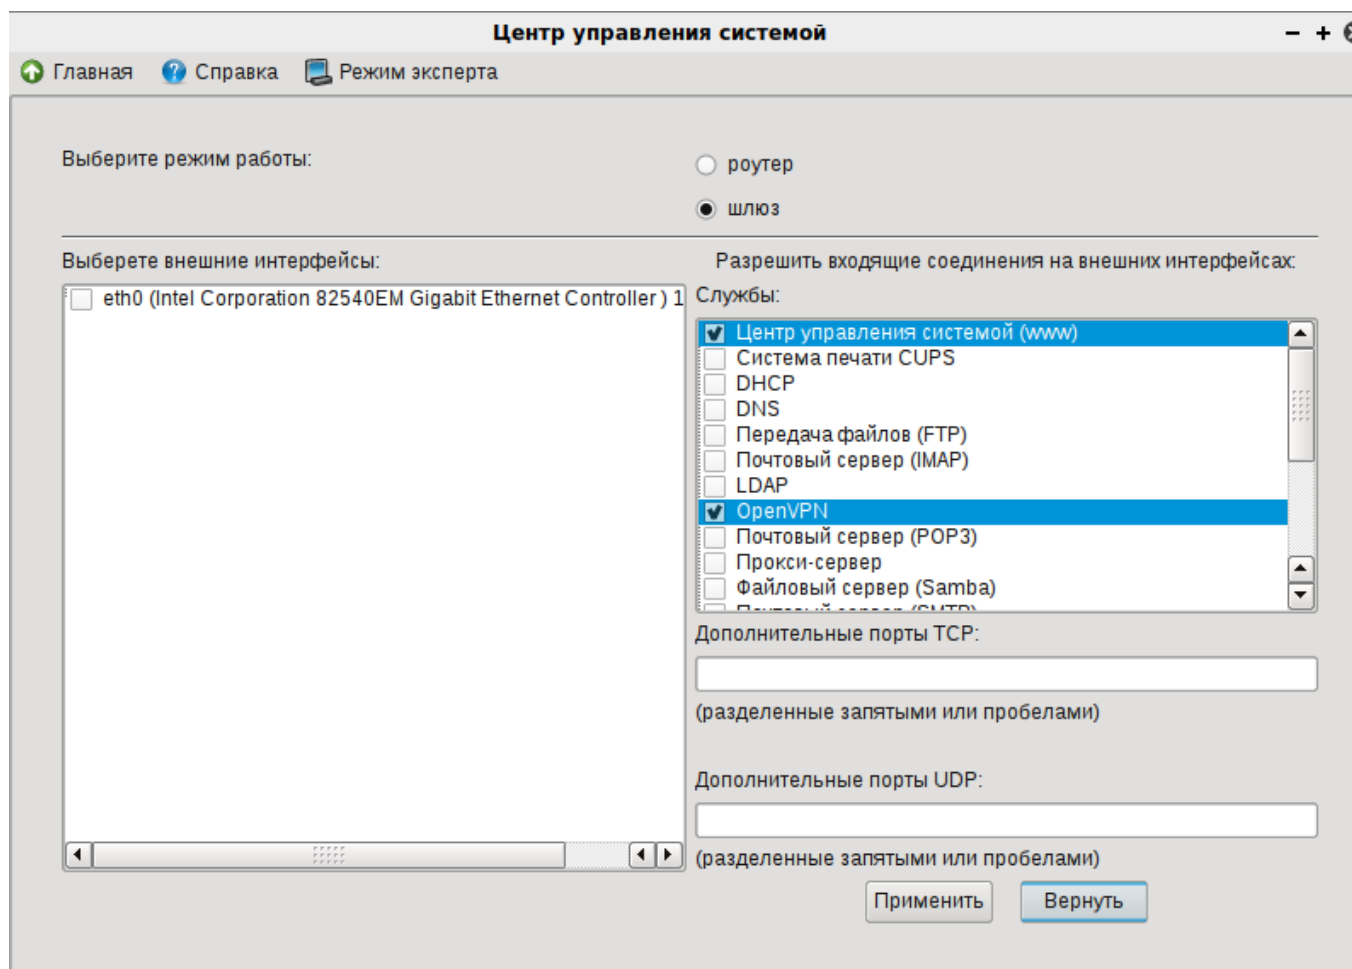 Центр управления системой
Главная Справка Режим эксперта
Выберите режим работы:
роутер
шлюз
Выберете внешние интерфейсы:
eth0 (Intel Corporation 82540EM Gigabit Ethernet Controller ) 1
Разрешить входящие соединения на внешних интерфейсах:
Службы:
Центр управления системой (www)
Система печати CUPS
DHCP
DNS
Передача файлов (FTP)
Почтовый сервер (IMAP)
LDAP
OpenVPN
Почтовый сервер (POP3)
Прокси-сервер
Файловый сервер (Samba)
Почтовый сервер (SMTP)
Дополнительные порты TCP:
(разделенные запятыми или пробелами)
Дополнительные порты UDP:
(разделенные запятыми или пробелами)
Применить Вернуть